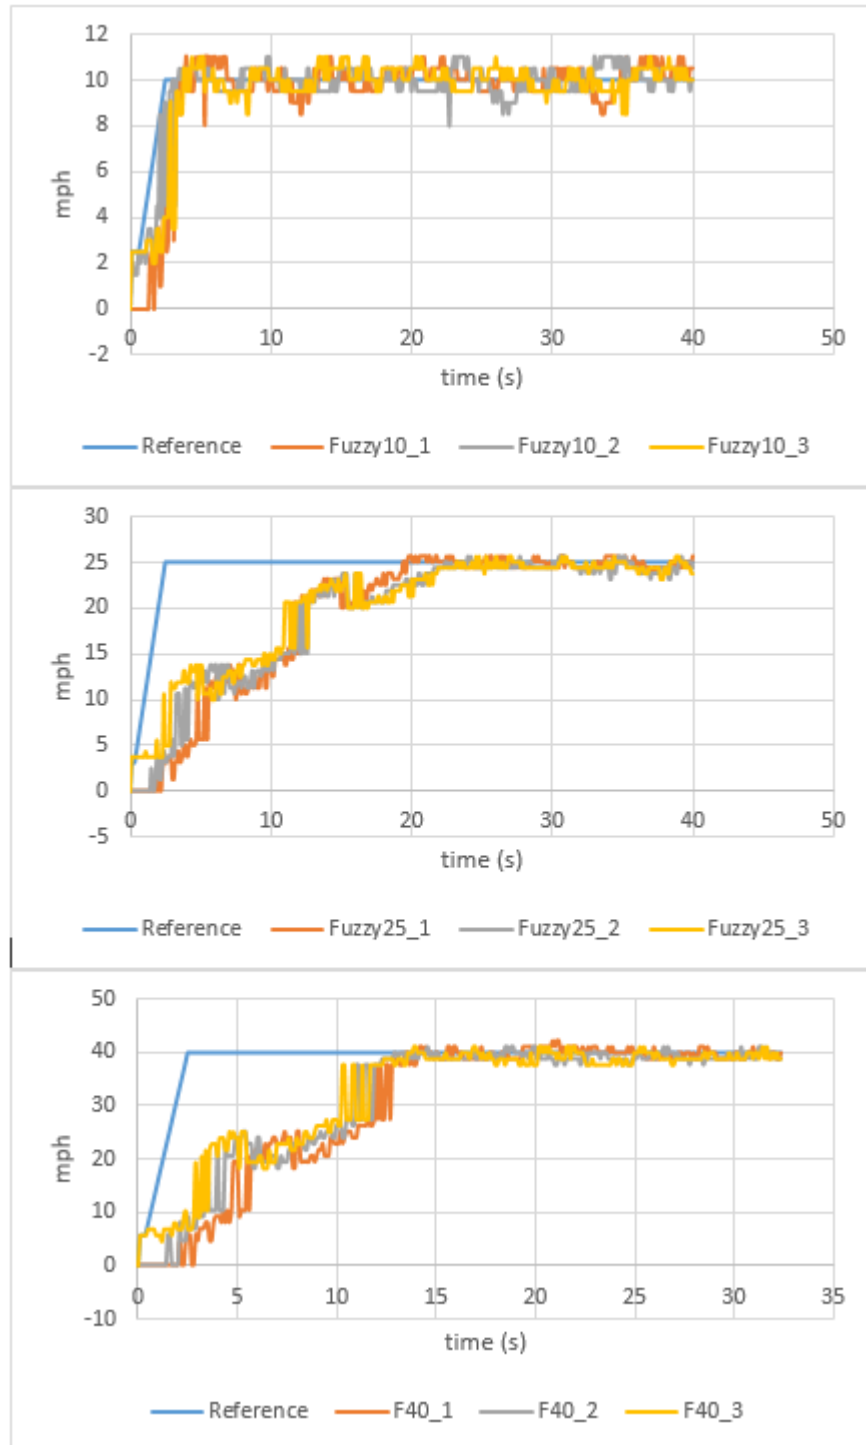 12
10
8
6
4
2
0
-2
mph
0 10 20 30 40 50
time (s)
Reference Fuzzy10_1 Fuzzy10_2 Fuzzy10_3
30
25
20
15
10
5
0
-5
mph
0 10 20 30 40 50
time (s)
Reference Fuzzy25_1 Fuzzy25_2 Fuzzy25_3
50
40
30
20
10
0
-10
mph
0 5 10 15 20 25 30 35
time (s)
Reference F40_1 F40_2 F40_3